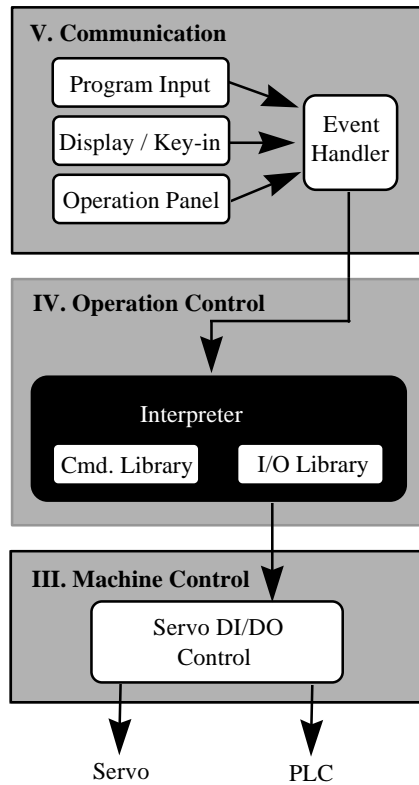 V. Communication
Program Input
Display / Key-in
Operation Panel
Event
Handler
IV. Operation Control
Interpreter
Cmd. Library
I/O Library
III. Machine Control
Servo DI/DO
Control
Servo
PLC